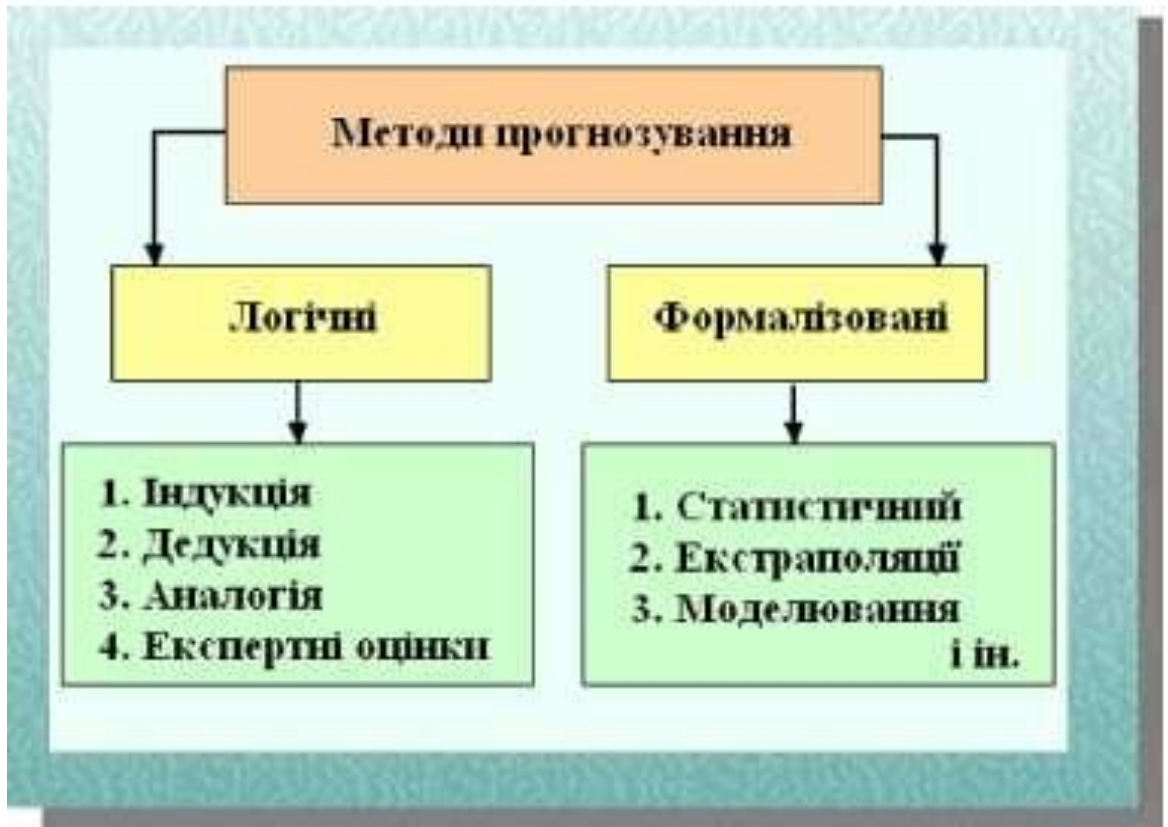 Методи прогнозування
Логічні
Формалізовані
1. Індукція
2. Дедукція
3. Аналогія
4. Експертні оцінки
1. Статистичний
2. Екстраполяції
3. Моделювання
і ін.